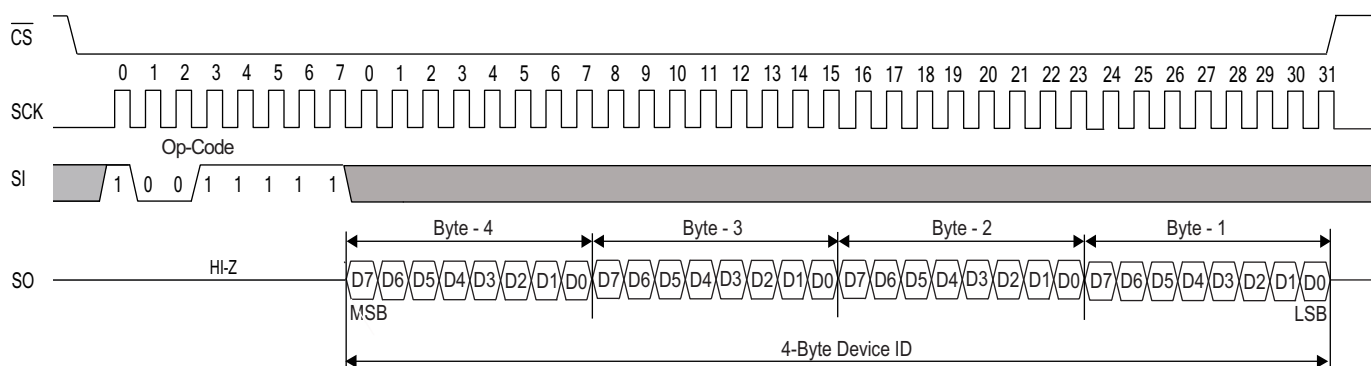 CS
0 1 2 3 4 5 6 7 0 1 2 3 4 5 6 7 8 9 10 11 12 13 14 15 16 17 18 19 20 21 22 23 24 25 26 27 28 29 30 31
SCK
Op-Code
SI
1 0 0 1 1 1 1 1
Byte - 4 Byte - 3 Byte - 2 Byte - 1
HI-Z
SO
D7 D6 D5 D4 D3 D2 D1 D0 D7 D6 D5 D4 D3 D2 D1 D0 D7 D6 D5 D4 D3 D2 D1 D0 D7 D6 D5 D4 D3 D2 D1 D0
MSB LSB
4-Byte Device ID